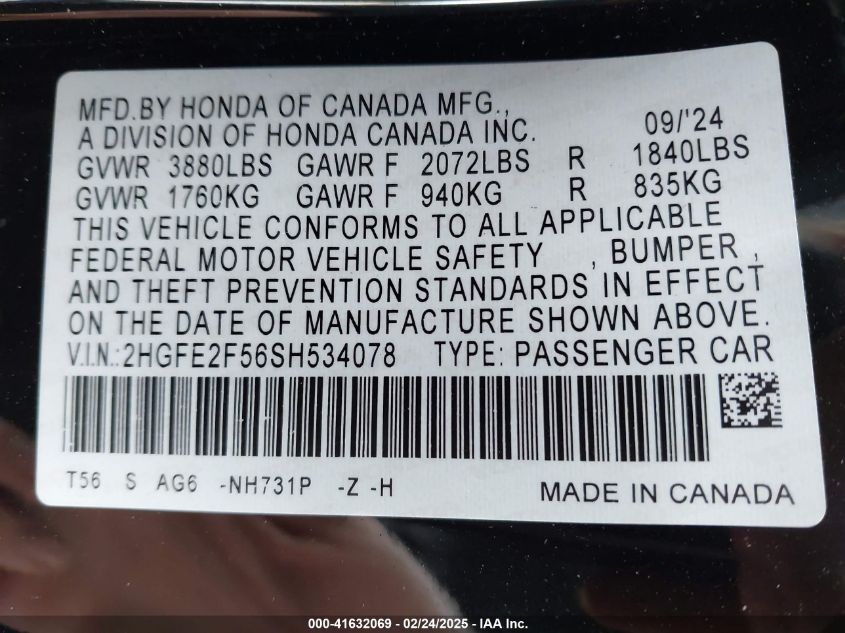 MFD.BY HONDA OF CANADA MFG.,
A DIVISION OF HONDA CANADA INC. 09/'24
GVWR 3880LBS GAWR F 2072LBS R 1840LBS
GVWR 1760KG GAWR F 940KG R 835KG
THIS VEHICLE CONFORMS TO ALL APPLICABLE
FEDERAL MOTOR VEHICLE SAFETY , BUMPER ,
AND THEFT PREVENTION STANDARDS IN EFFECT
ON THE DATE OF MANUFACTURE SHOWN ABOVE.
V.I.N.:2HGFE2F56SH534078 TYPE: PASSENGER CAR
T56 S AG6 -NH731P -Z -H MADE IN CANADA
000-41632069 - 02/24/2025 - IAA Inc.